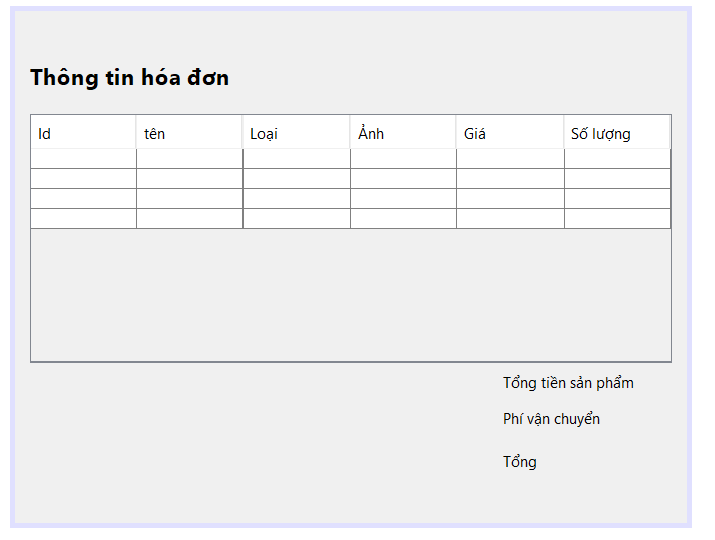 Thông tin hóa đơn
Id tên Loại Ảnh Giá Số lượng
Tổng tiền sản phẩm
Phí vận chuyển
Tổng